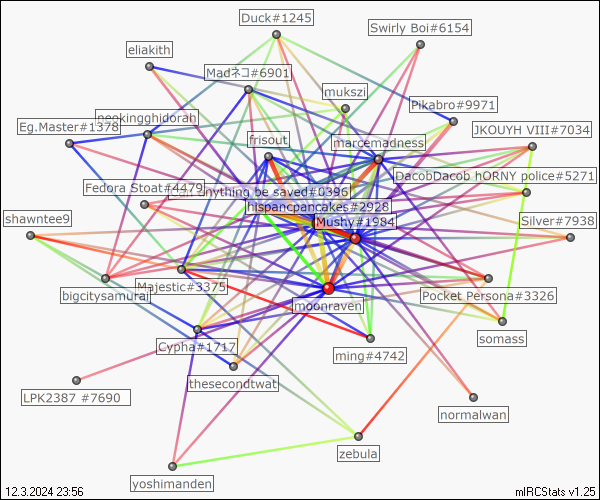 Duck#1245
Swirly Boi#6154
eliakith
Madネコ#6901
mukszi
Pikabro#9971
neokingghidorah
Eg.Master#1378
JKOUYH VIII#7034
frisout
marcemadness
DacobDacob hORNY police#5271
Fedora Stoat#4479
anything be saved#0396
hispancpancakes#2928
shawntee9
Mushy#1984
Silver#7938
bigcitysamurai
Majestic#3375
moonraven
Pocket Persona#3326
somass
Cypha#1717
ming#4742
thesecondtwat
LPK2387 #7690
normalwan
zebula
yoshimanden
12.3.2024 23:56
mIRCStats v1.25